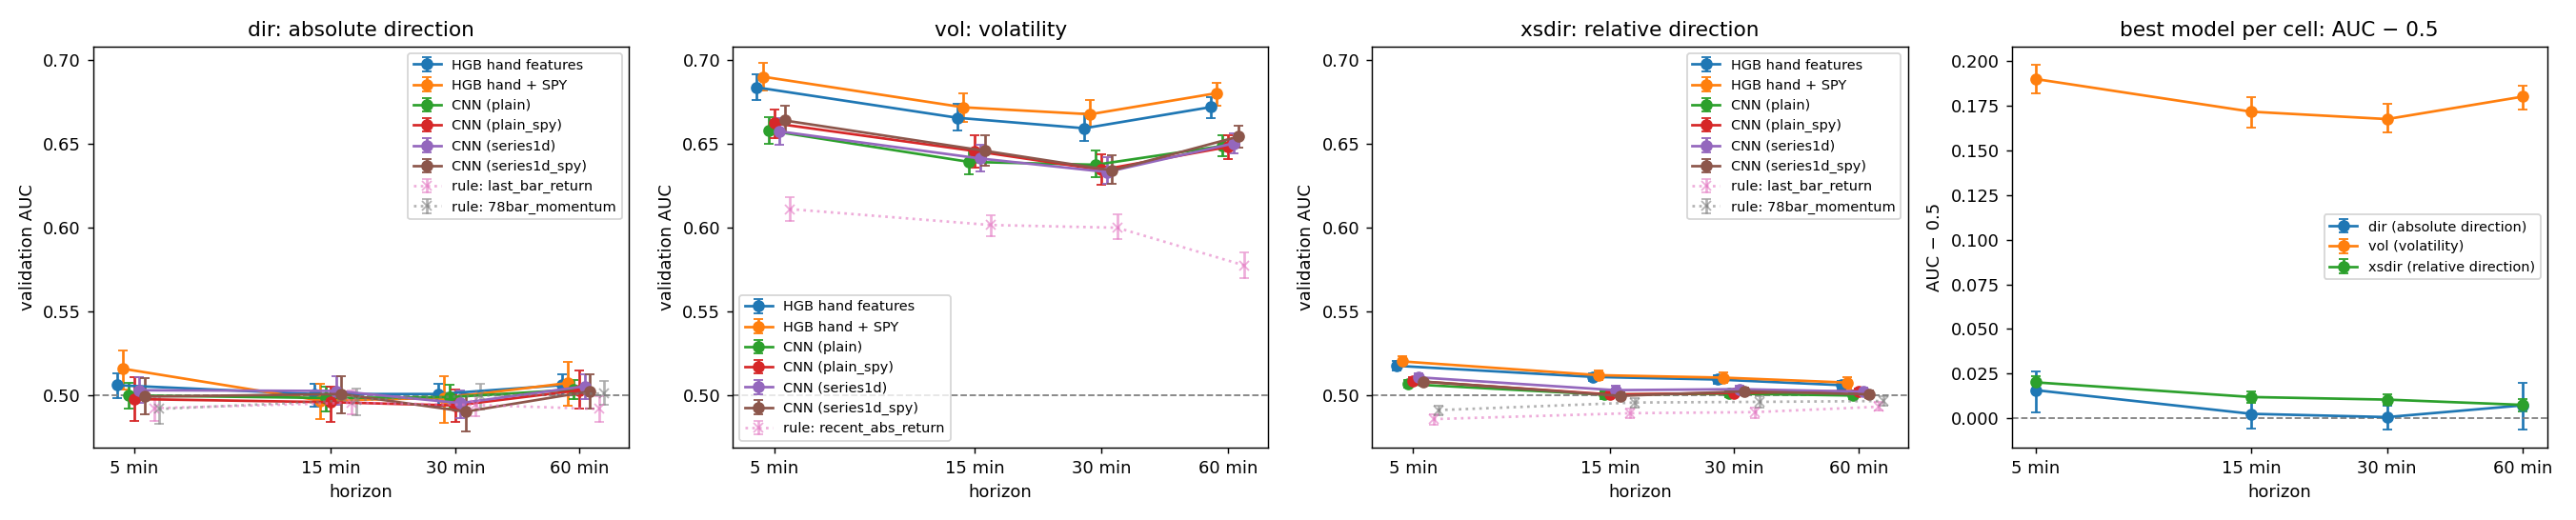 dir: absolute direction
validation AUC
0.70
0.65
0.60
0.55
0.50
HGB hand features
HGB hand + SPY
CNN (plain)
CNN (plain_spy)
CNN (series1d)
CNN (series1d_spy)
rule: last_bar_return
rule: 78bar_momentum
5 min
15 min
30 min
60 min
horizon
vol: volatility
validation AUC
0.70
0.65
0.60
0.55
0.50
HGB hand features
HGB hand + SPY
CNN (plain)
CNN (plain_spy)
CNN (series1d)
CNN (series1d_spy)
rule: recent_abs_return
5 min
15 min
30 min
60 min
horizon
xsdir: relative direction
validation AUC
0.70
0.65
0.60
0.55
0.50
HGB hand features
HGB hand + SPY
CNN (plain)
CNN (plain_spy)
CNN (series1d)
CNN (series1d_spy)
rule: last_bar_return
rule: 78bar_momentum
5 min
15 min
30 min
60 min
horizon
best model per cell: AUC − 0.5
AUC − 0.5
0.200
0.175
0.150
0.125
0.100
0.075
0.050
0.025
0.000
dir (absolute direction)
vol (volatility)
xsdir (relative direction)
5 min
15 min
30 min
60 min
horizon